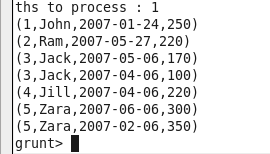 ths to process : 1
(1,John,2007-01-24,250)
(2,Ram,2007-05-27,220)
(3,Jack,2007-05-06,170)
(3,Jack,2007-04-06,100)
(4,Jill,2007-04-06,220)
(5,Zara,2007-06-06,300)
(5,Zara,2007-02-06,350)
grunt>